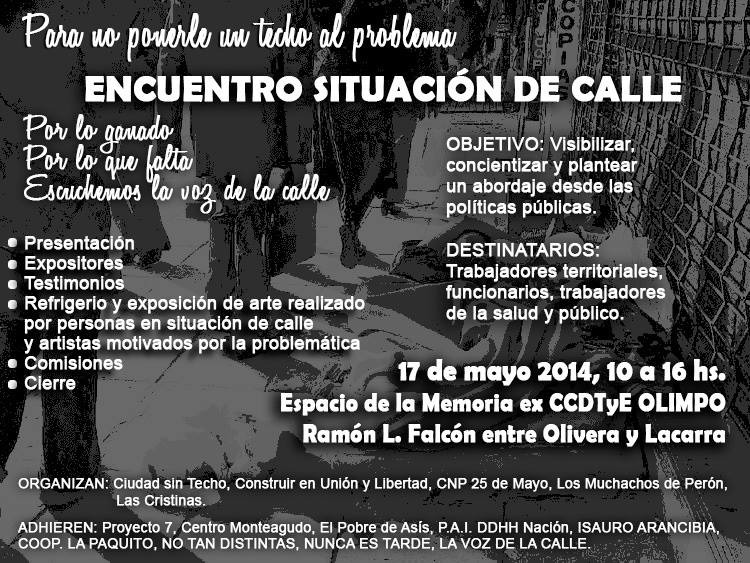 Para no ponerle un techo al problema
COPIAS
ENCUENTRO SITUACIÓN DE CALLE
Por lo ganado
Por lo que falta
Escuchemos la voz de la calle
OBJETIVO: Visibilizar,
concientizar y plantear
un abordaje desde las
políticas públicas.
DESTINATARIOS:
Trabajadores territoriales,
funcionarios, trabajadores
de la salud y público.
• Presentación
• Expositores
• Testimonios
• Refrigerio y exposición de arte realizado
por personas en situación de calle
y artistas motivados por la problemática
• Comisiones
• Cierre
17 de mayo 2014, 10 a 16 hs.
Espacio de la Memoria ex CCDTyE OLIMPO
Ramón L. Falcón entre Olivera y Lacarra
ORGANIZAN: Ciudad sin Techo, Construir en Unión y Libertad, CNP 25 de Mayo, Los Muchachos de Perón,
Las Cristinas.
ADHIEREN: Proyecto 7, Centro Monteagudo, El Pobre de Asís, P.A.I. DDHH Nación, ISAURO ARANCIBIA,
COOP. LA PAQUITO, NO TAN DISTINTAS, NUNCA ES TARDE, LA VOZ DE LA CALLE.